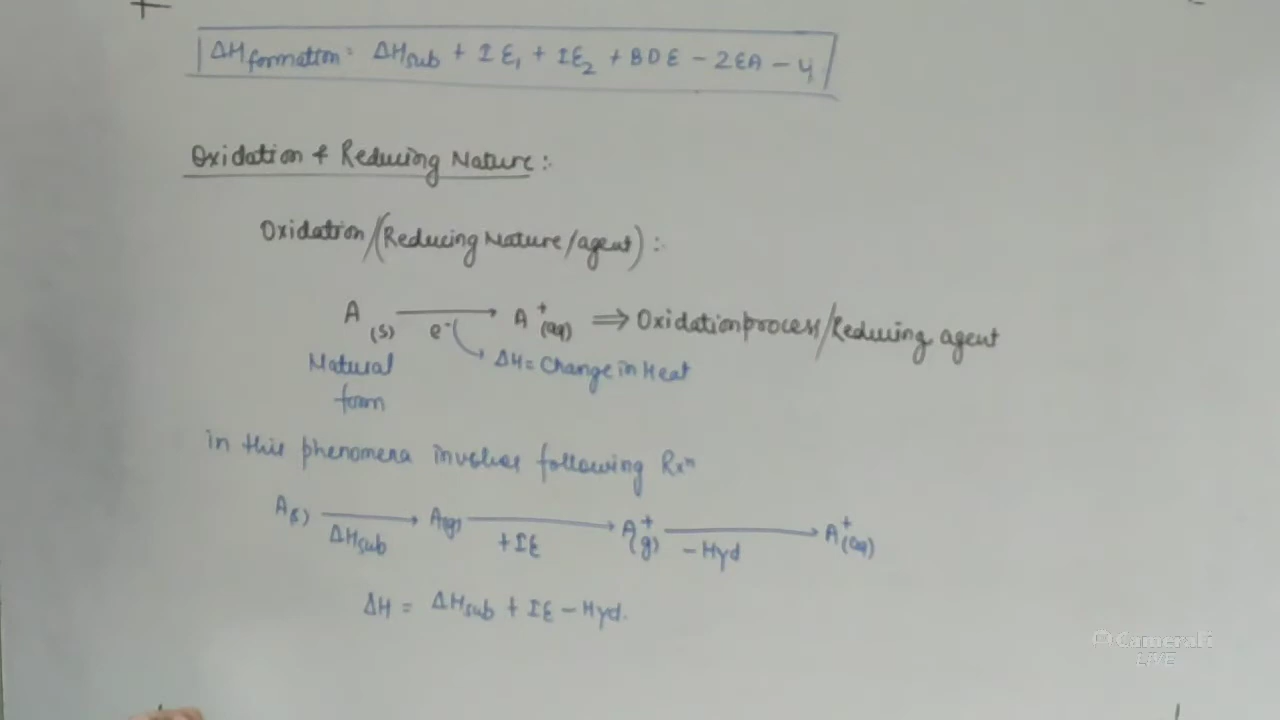 ΔH formation = ΔHsub + IE₁ + IE₂ + BDE - 2EA - U
Oxidation & Reducing Nature:-
Oxidation/(Reducing Nature/agent):-
A (s) —e⁻→ A⁺(aq) ⇒ Oxidation process/Reducing agent
Natural form
ΔH = Change in Heat
in this phenomena involves following Rxⁿ
A(s) —ΔHsub→ A(g) —+IE→ A⁺(g) —-Hyd→ A⁺(aq)
ΔH = ΔHsub + IE - Hyd.
CameraFi
LIVE